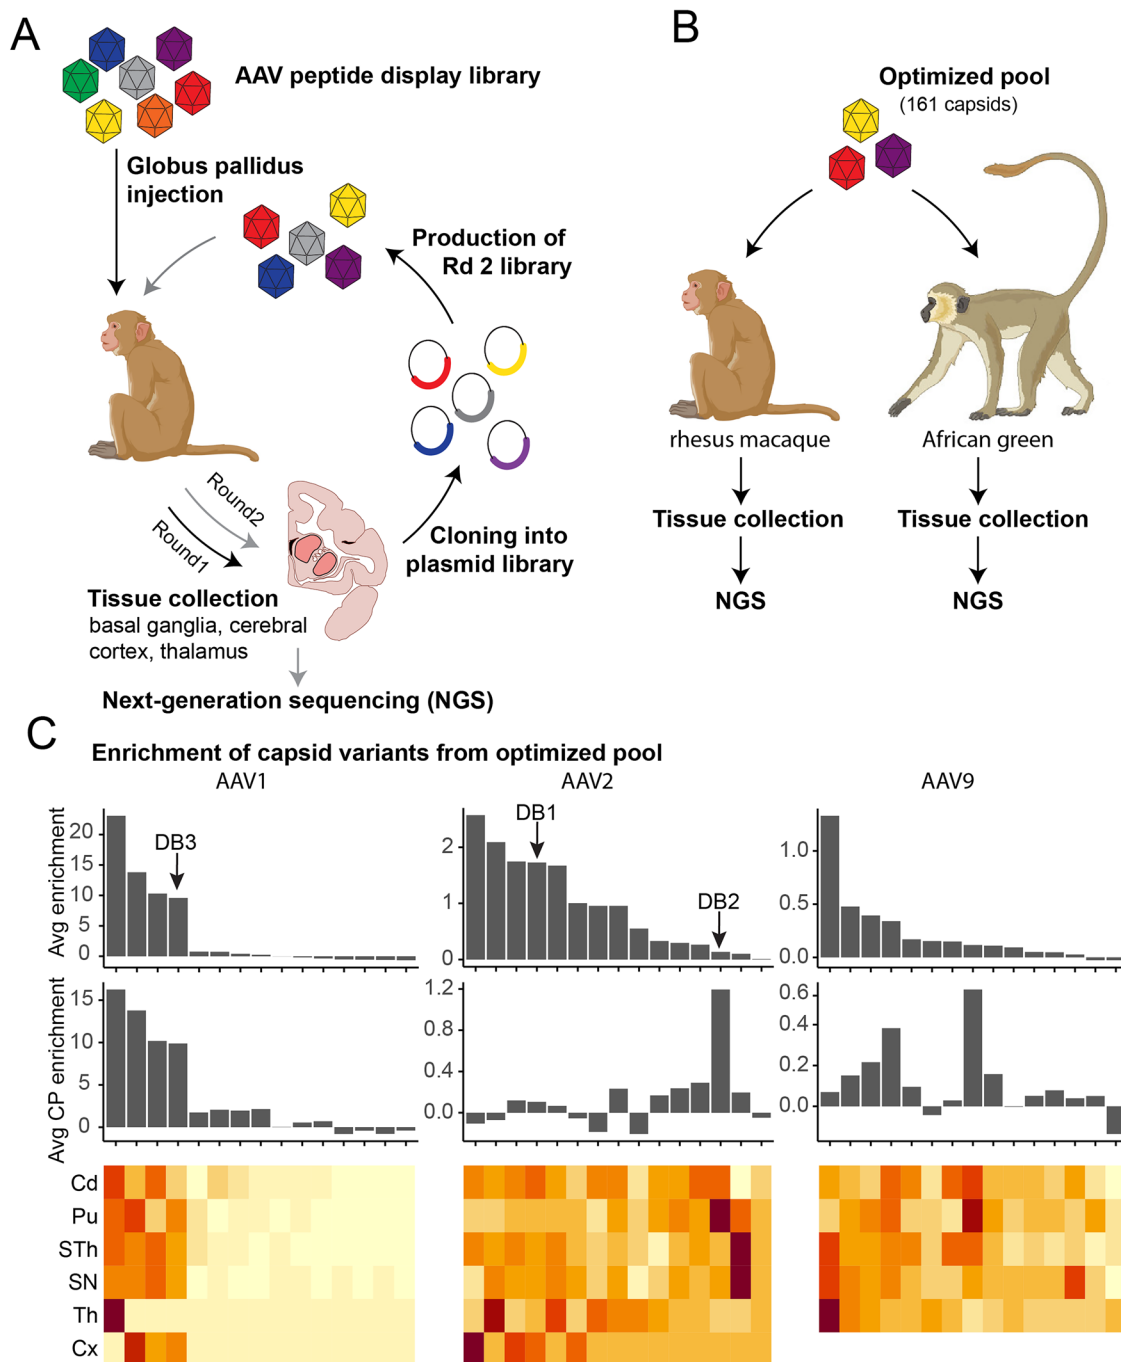 A
AAV peptide display library
Globus pallidus
injection
Production of
Rd 2 library
Round2
Round1
Cloning into
plasmid library
Tissue collection
basal ganglia, cerebral
cortex, thalamus
Next-generation sequencing (NGS)
B
Optimized pool
(161 capsids)
rhesus macaque
African green
Tissue collection
Tissue collection
NGS
NGS
C
Enrichment of capsid variants from optimized pool
AAV1
AAV2
AAV9
Avg enrichment
20
15
10
5
0
DB3
2
1
0
DB1
DB2
1.0
0.5
0.0
Avg CP enrichment
15
10
5
0
1.2
0.8
0.4
0.0
0.6
0.4
0.2
0.0
Cd
Pu
STh
SN
Th
Cx